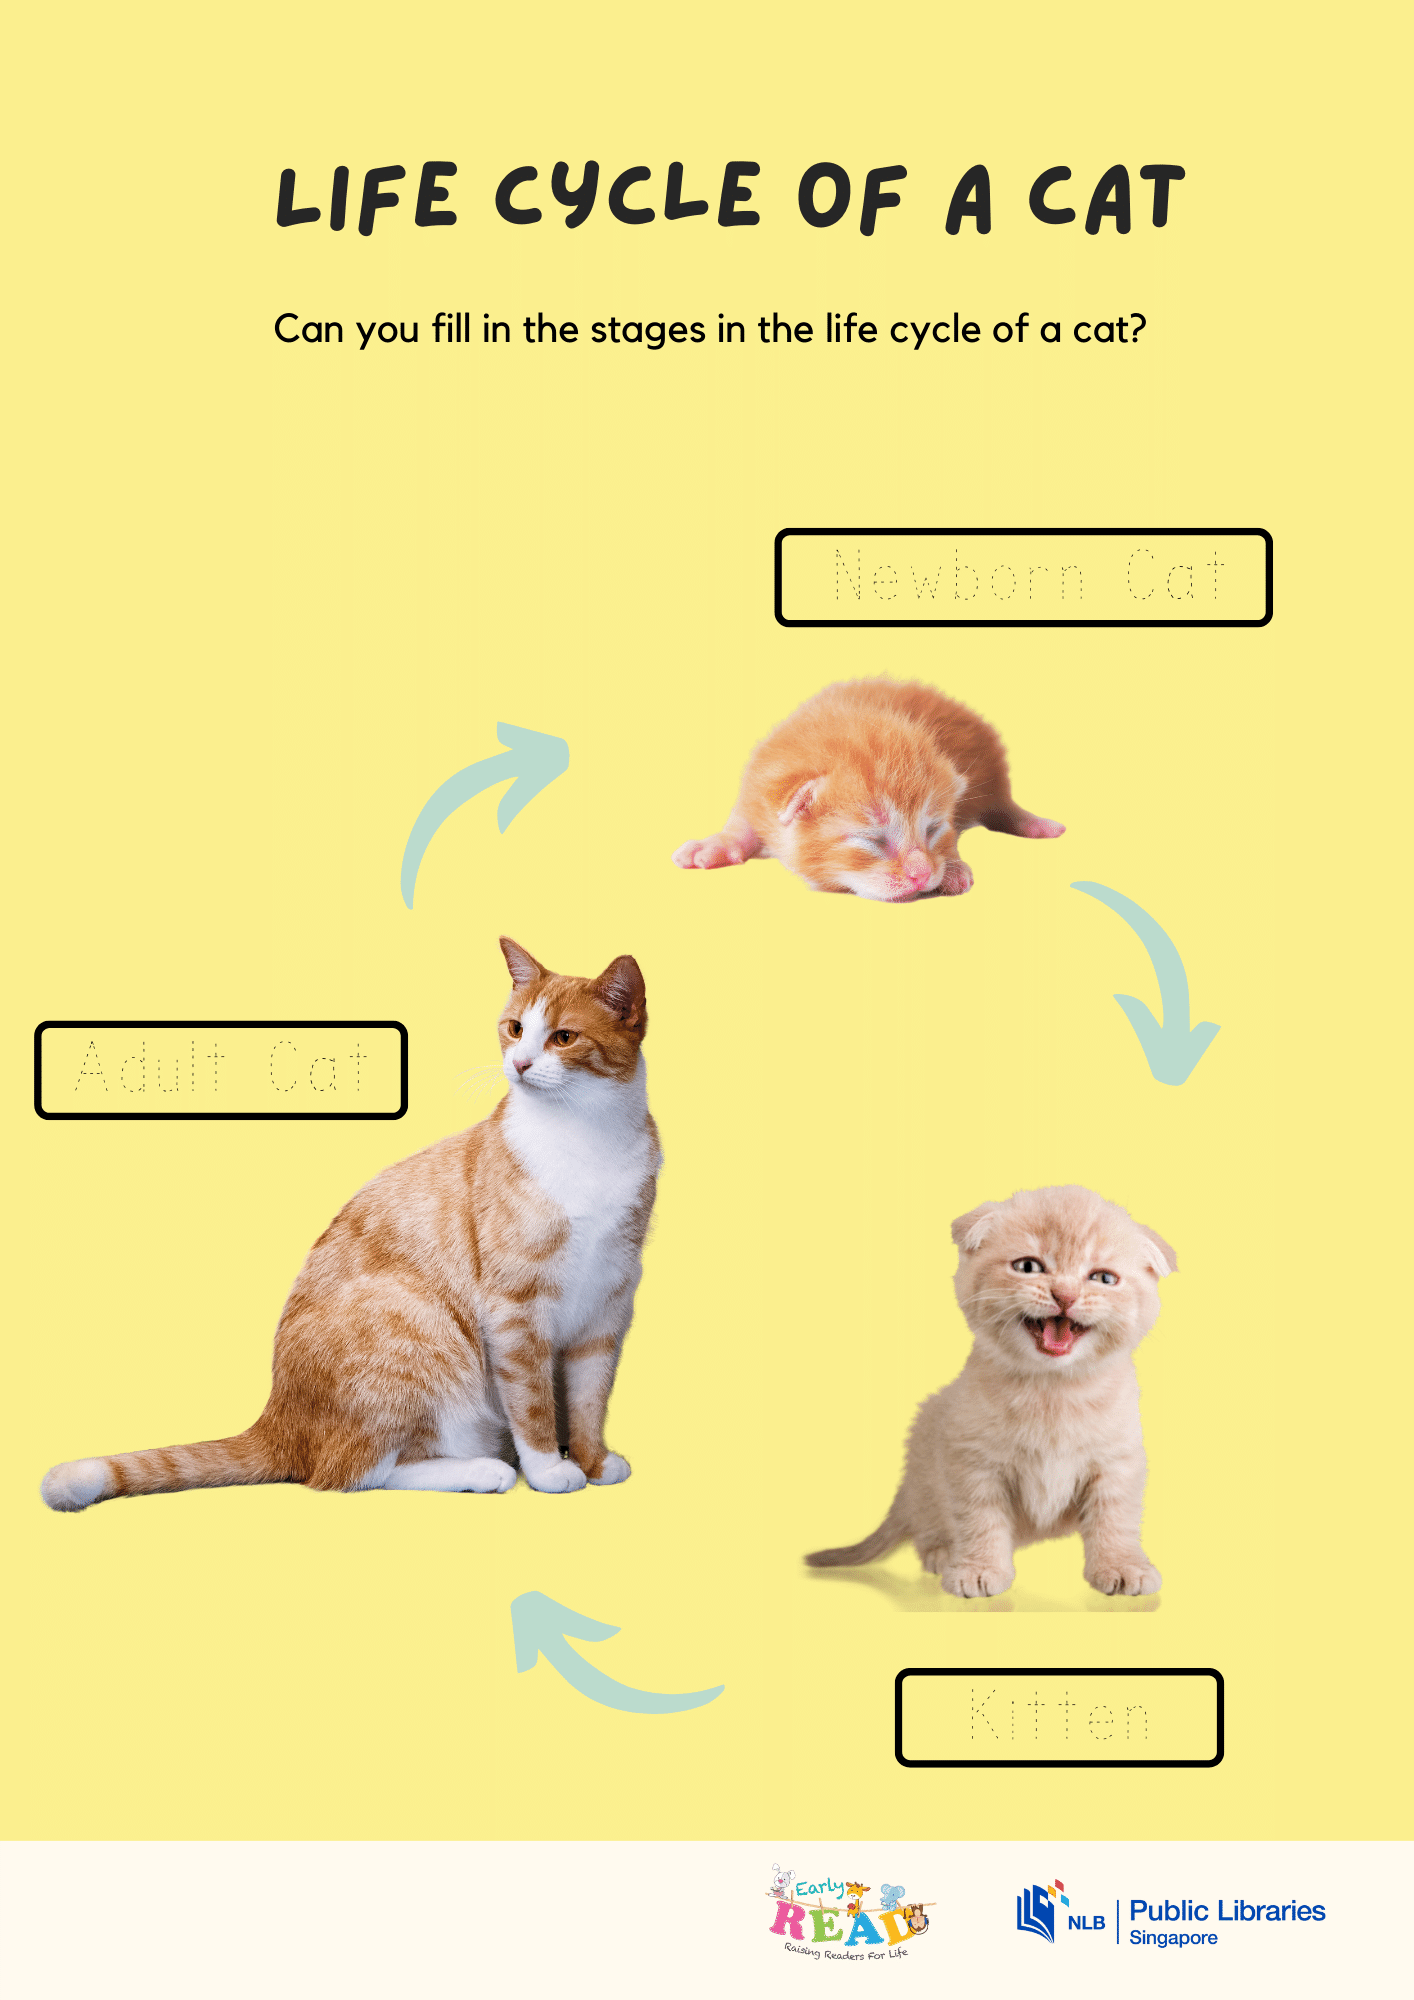 LIFE CYCLE OF A CAT
Can you fill in the stages in the life cycle of a cat?
Newborn Cat
Adult Cat
Kitten
Early
READ
Raising Readers For Life
NLB
Public Libraries
Singapore